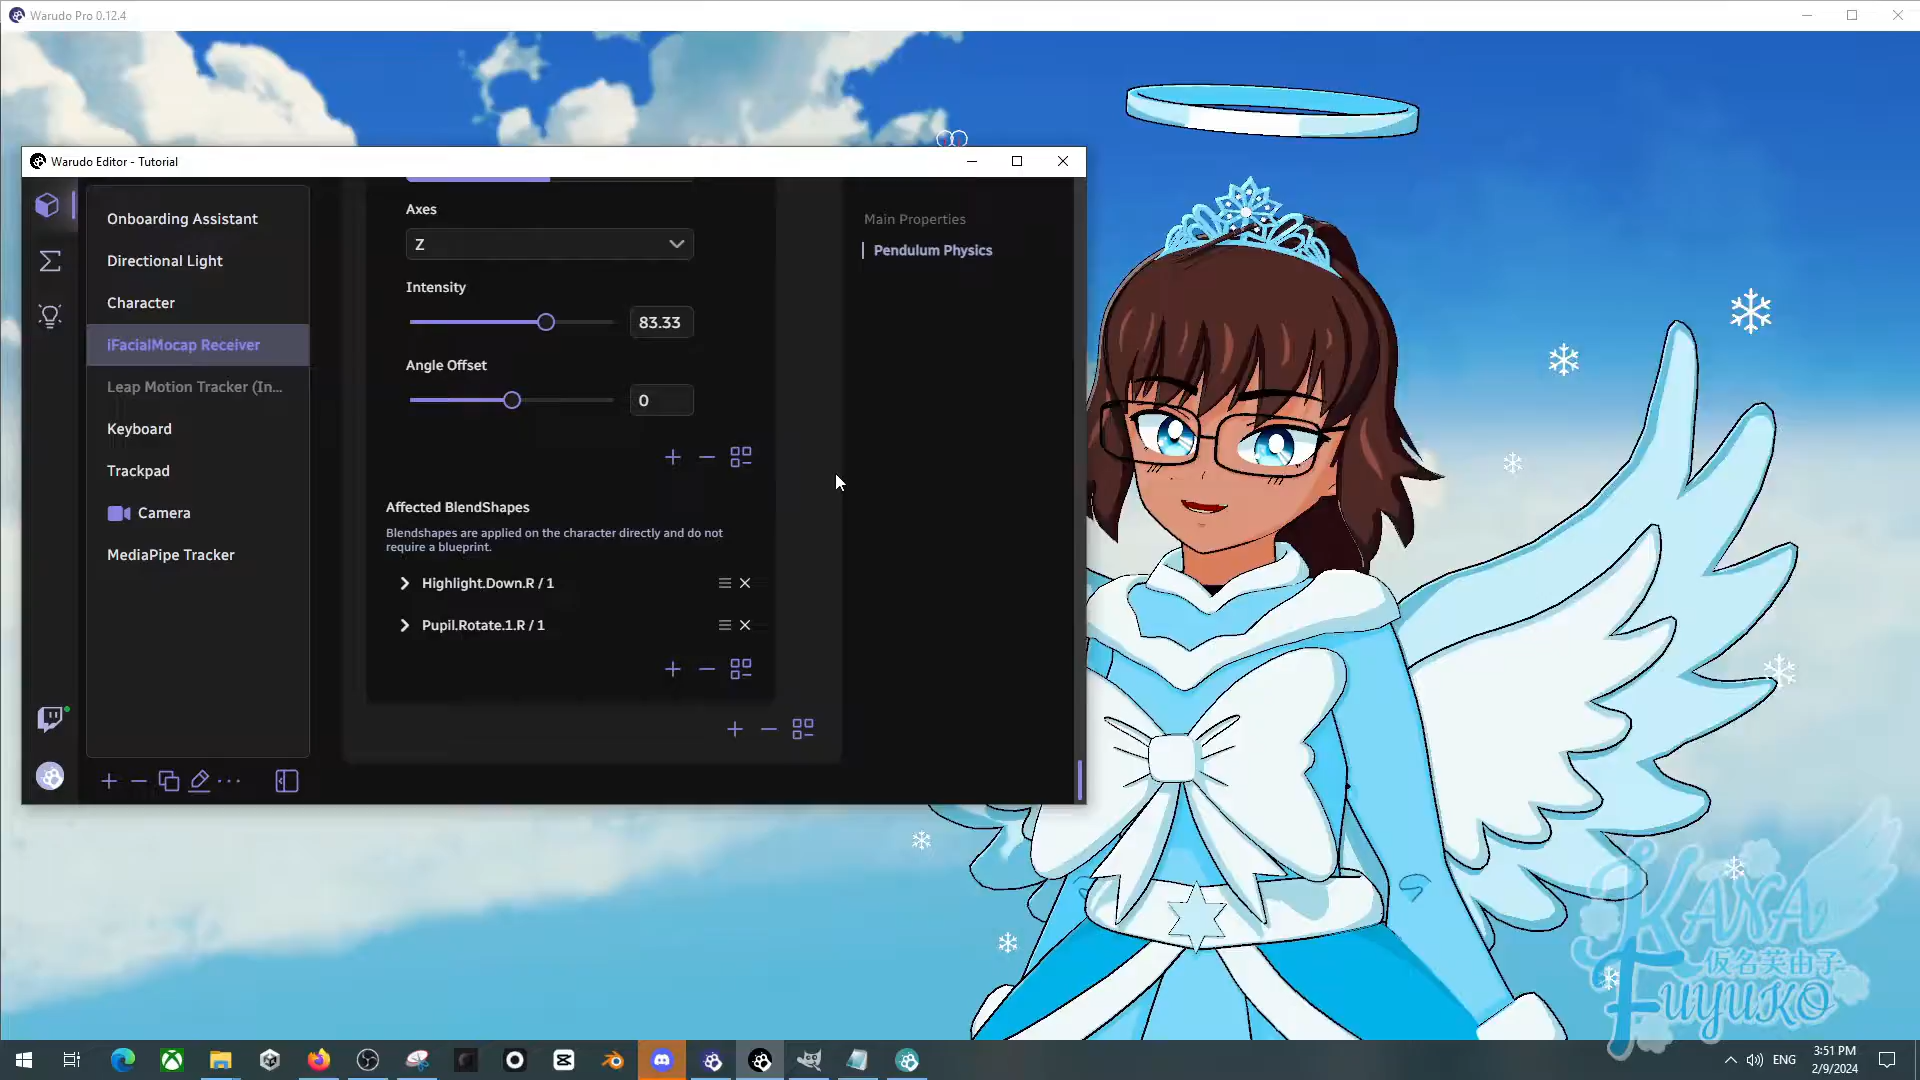 Warudo Pro 0.12.4
Warudo Editor - Tutorial
Onboarding Assistant
Directional Light
Character
iFacialMocap Receiver
Leap Motion Tracker (In...
Keyboard
Trackpad
Camera
MediaPipe Tracker
Axes
Z
Intensity
83.33
Angle Offset
0
Affected BlendShapes
Blendshapes are applied on the character directly and do not
require a blueprint.
Highlight.Down.R / 1
Pupil.Rotate.1.R / 1
Main Properties
Pendulum Physics
KANA
仮名芙由子
FUYUKO
ENG
3:51 PM
2/9/2024